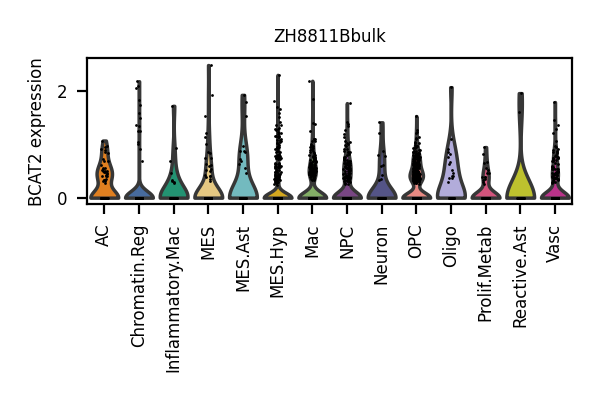 ZH8811Bbulk
BCAT2 expression
2
0
AC
Chromatin.Reg
Inflammatory.Mac
MES
MES.Ast
MES.Hyp
Mac
NPC
Neuron
OPC
Oligo
Prolif.Metab
Reactive.Ast
Vasc